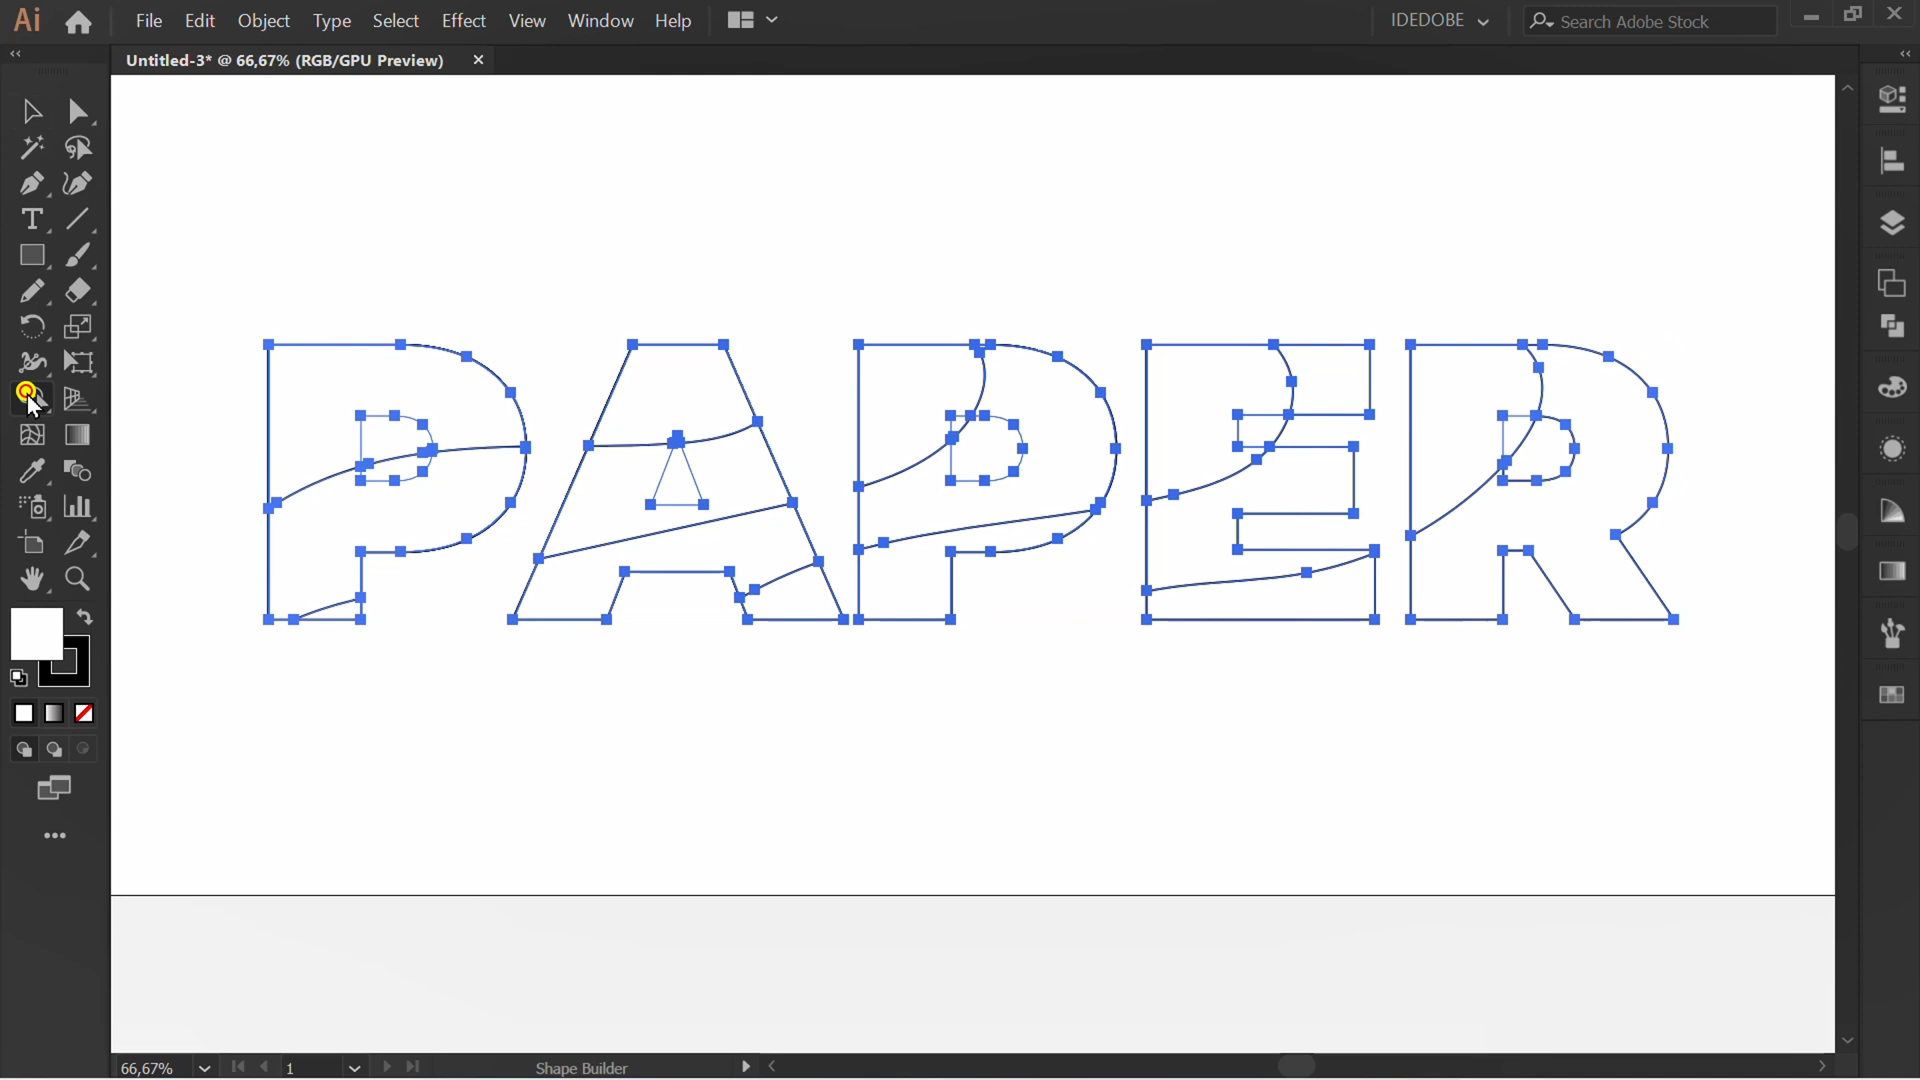 Ai File Edit Object Type Select Effect View Window Help IDEDOBE Search Adobe Stock
Untitled-3* @ 66,67% (RGB/GPU Preview)
T
PAPER
66,67% 1 Shape Builder